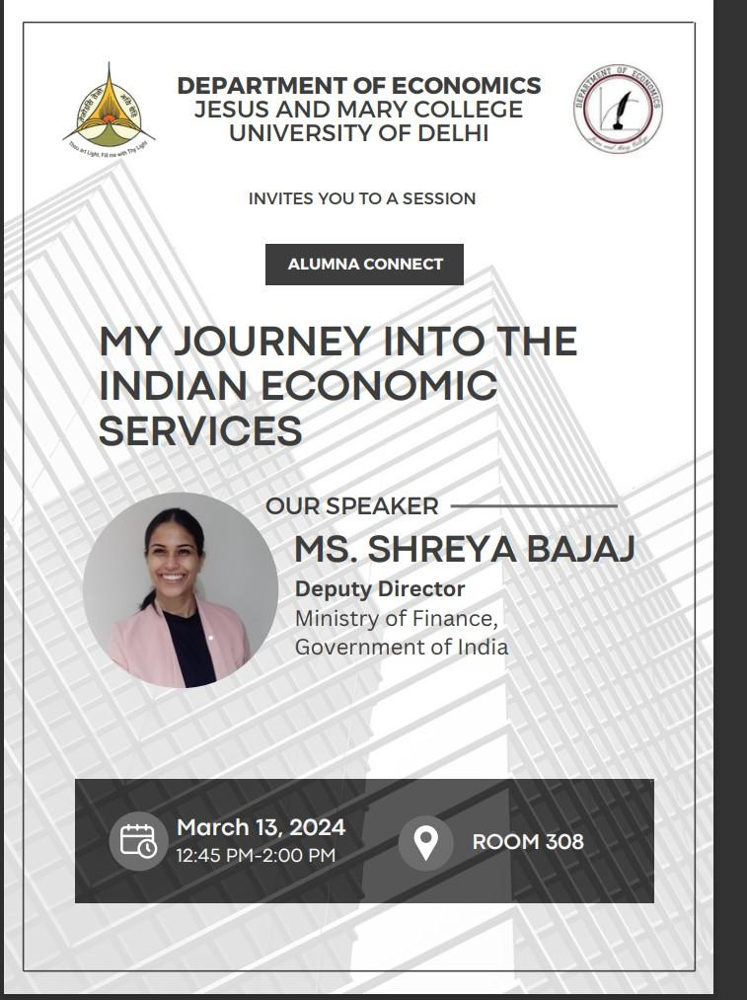 DEPARTMENT OF ECONOMICS
JESUS AND MARY COLLEGE
UNIVERSITY OF DELHI
Thou art Light, Fill me with Thy Light
DEPARTMENT OF ECONOMICS
Jesus and Mary College
INVITES YOU TO A SESSION
ALUMNA CONNECT
MY JOURNEY INTO THE
INDIAN ECONOMIC
SERVICES
OUR SPEAKER
MS. SHREYA BAJAJ
Deputy Director
Ministry of Finance,
Government of India
March 13, 2024
12:45 PM-2:00 PM
ROOM 308